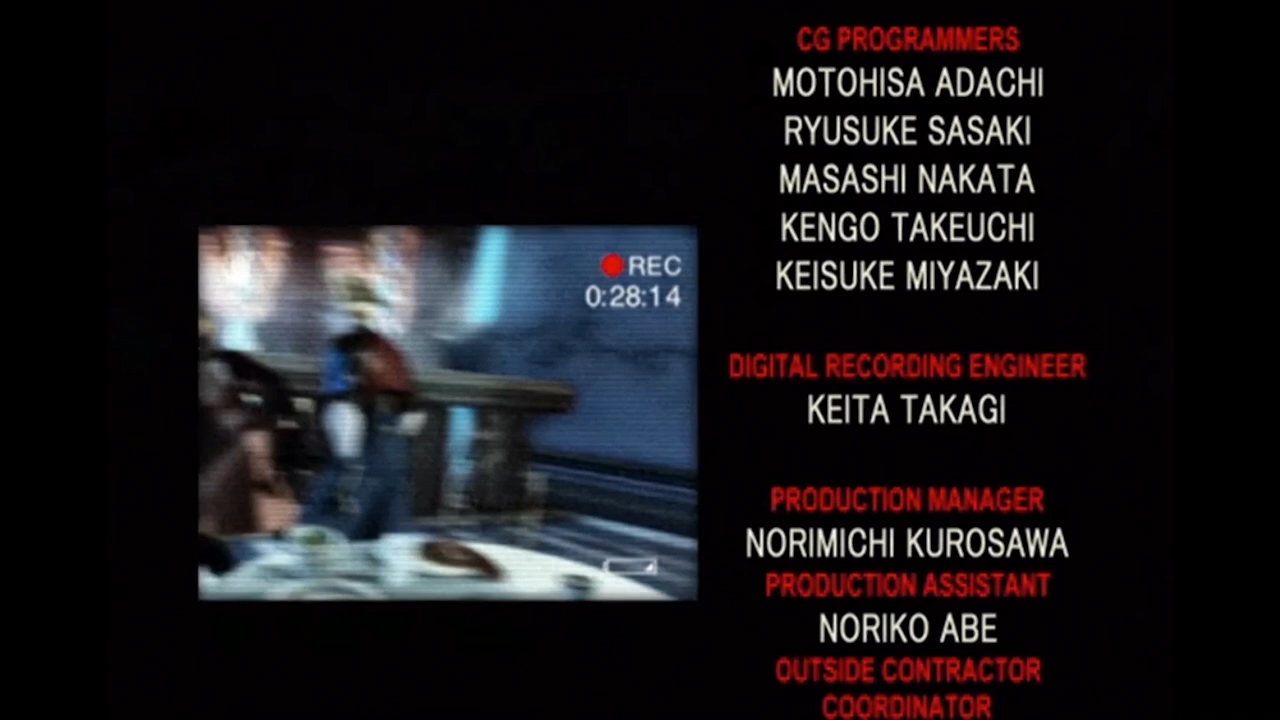 REC
0:28:14
CG PROGRAMMERS
MOTOHISA ADACHI
RYUSUKE SASAKI
MASASHI NAKATA
KENGO TAKEUCHI
KEISUKE MIYAZAKI
DIGITAL RECORDING ENGINEER
KEITA TAKAGI
PRODUCTION MANAGER
NORIMICHI KUROSAWA
PRODUCTION ASSISTANT
NORIKO ABE
OUTSIDE CONTRACTOR
COORDINATOR